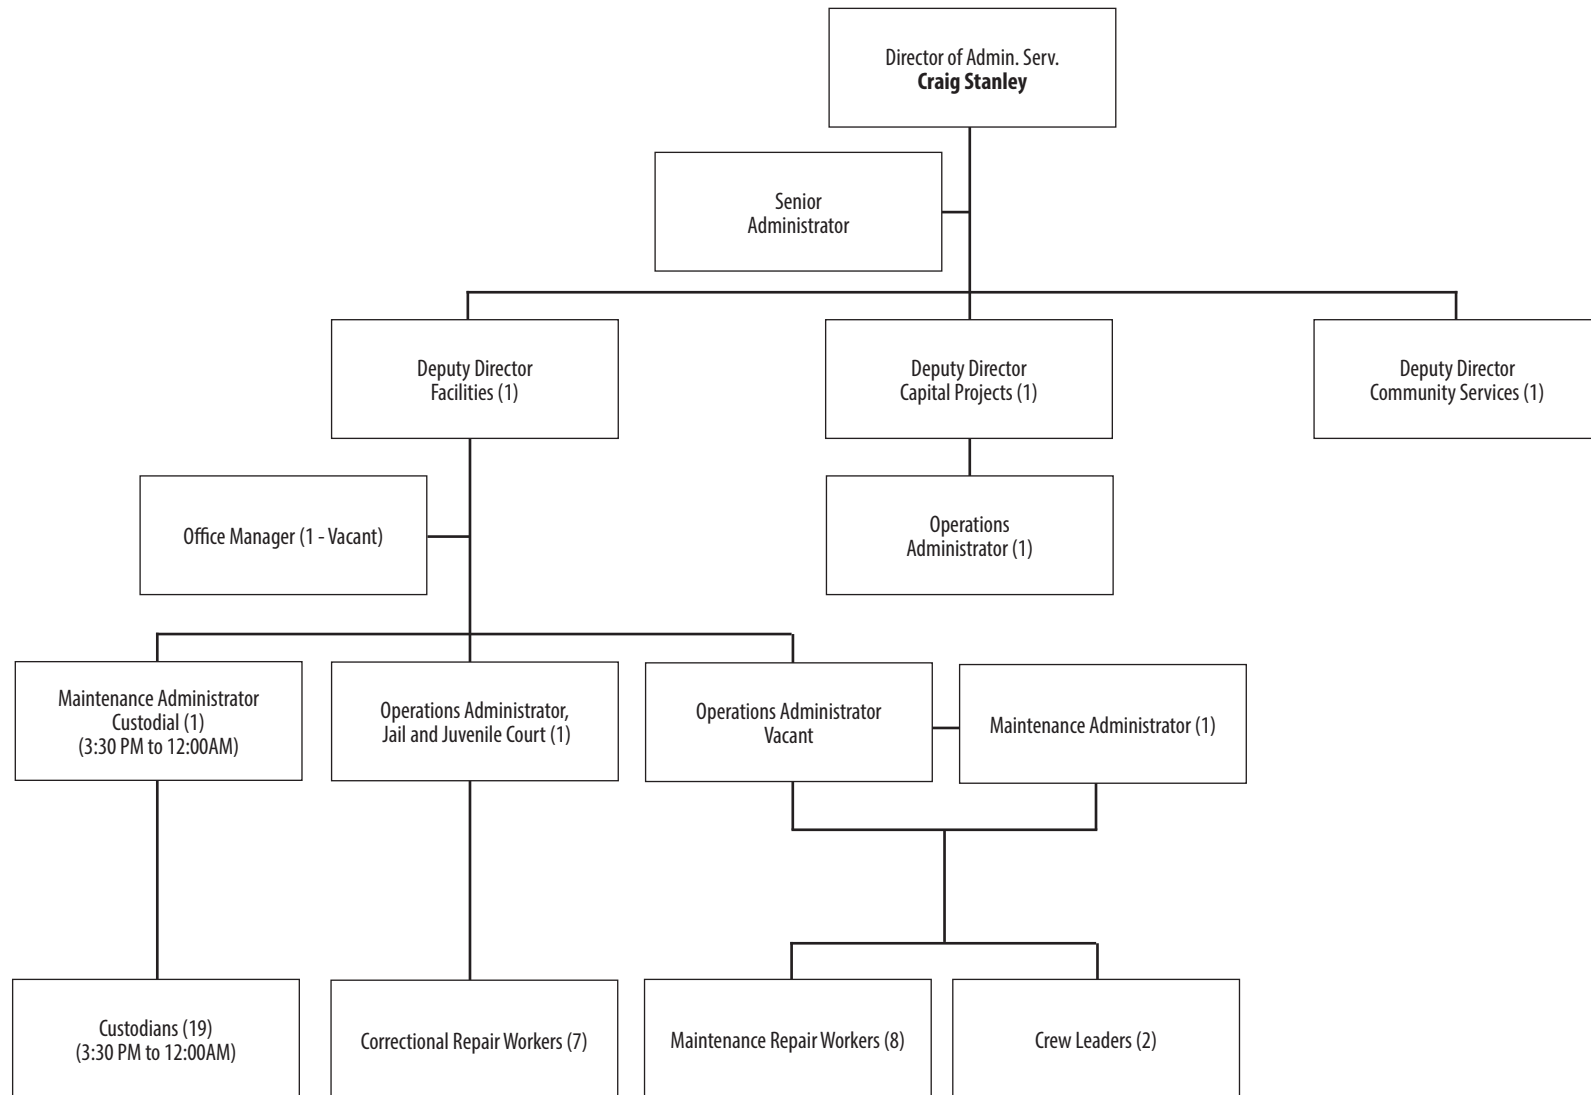 Director of Admin. Serv.
Craig Stanley
Senior
Administrator
Deputy Director
Facilities (1)
Deputy Director
Capital Projects (1)
Deputy Director
Community Services (1)
Office Manager (1 - Vacant)
Operations
Administrator (1)
Maintenance Administrator
Custodial (1)
(3:30 PM to 12:00AM)
Operations Administrator,
Jail and Juvenile Court (1)
Operations Administrator
Vacant
Maintenance Administrator (1)
Custodians (19)
(3:30 PM to 12:00AM)
Correctional Repair Workers (7)
Maintenance Repair Workers (8)
Crew Leaders (2)